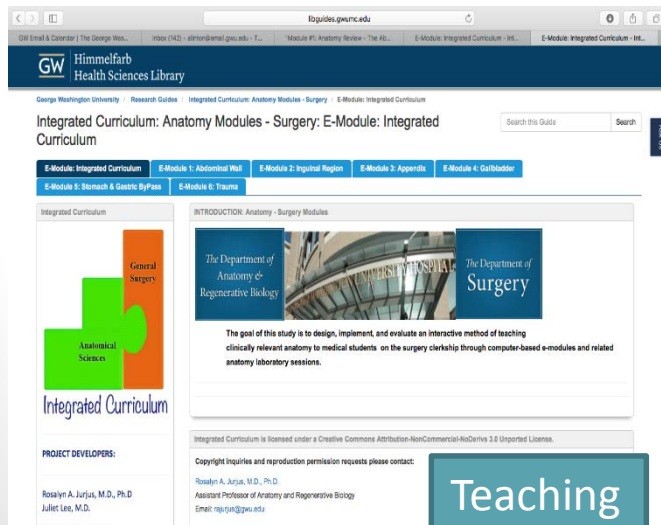 libguides.gwumc.edu
GW Email & Calendar | The George Was...
Inbox (142) - alinton@email.gwu.edu - T...
"Module #1: Anatomy Review - The Ab...
E-Module: Integrated Curriculum - Int...
E-Module: Integrated Curriculum - Int...
GW
Himmelfarb
Health Sciences Library
George Washington University / Research Guides / Integrated Curriculum: Anatomy Modules - Surgery / E-Module: Integrated Curriculum
Integrated Curriculum: Anatomy Modules - Surgery: E-Module: Integrated
Curriculum
Search this Guide
Search
E-Module: Integrated Curriculum
E-Module 1: Abdominal Wall
E-Module 2: Inguinal Region
E-Module 3: Appendix
E-Module 4: Gallbladder
E-Module 5: Stomach & Gastric ByPass
E-Module 6: Trauma
Integrated Curriculum
General
Surgery
Anatomical
Sciences
Integrated Curriculum
PROJECT DEVELOPERS:
Rosalyn A. Jurjus, M.D., Ph.D
Juliet Lee, M.D.
INTRODUCTION: Anatomy - Surgery Modules
The Department of
Anatomy &
Regenerative Biology
UNIVERSITY HOSPITAL
The Department of
Surgery
The goal of this study is to design, implement, and evaluate an interactive method of teaching
clinically relevant anatomy to medical students on the surgery clerkship through computer-based e-modules and related
anatomy laboratory sessions.
Integrated Curriculum is licensed under a Creative Commons Attribution-NonCommercial-NoDerivs 3.0 Unported License.
Copyright inquiries and reproduction permission requests please contact:
Rosalyn A. Jurjus, M.D., Ph.D.
Assistant Professor of Anatomy and Regenerative Biology
Email: rajurjus@gwu.edu
Teaching